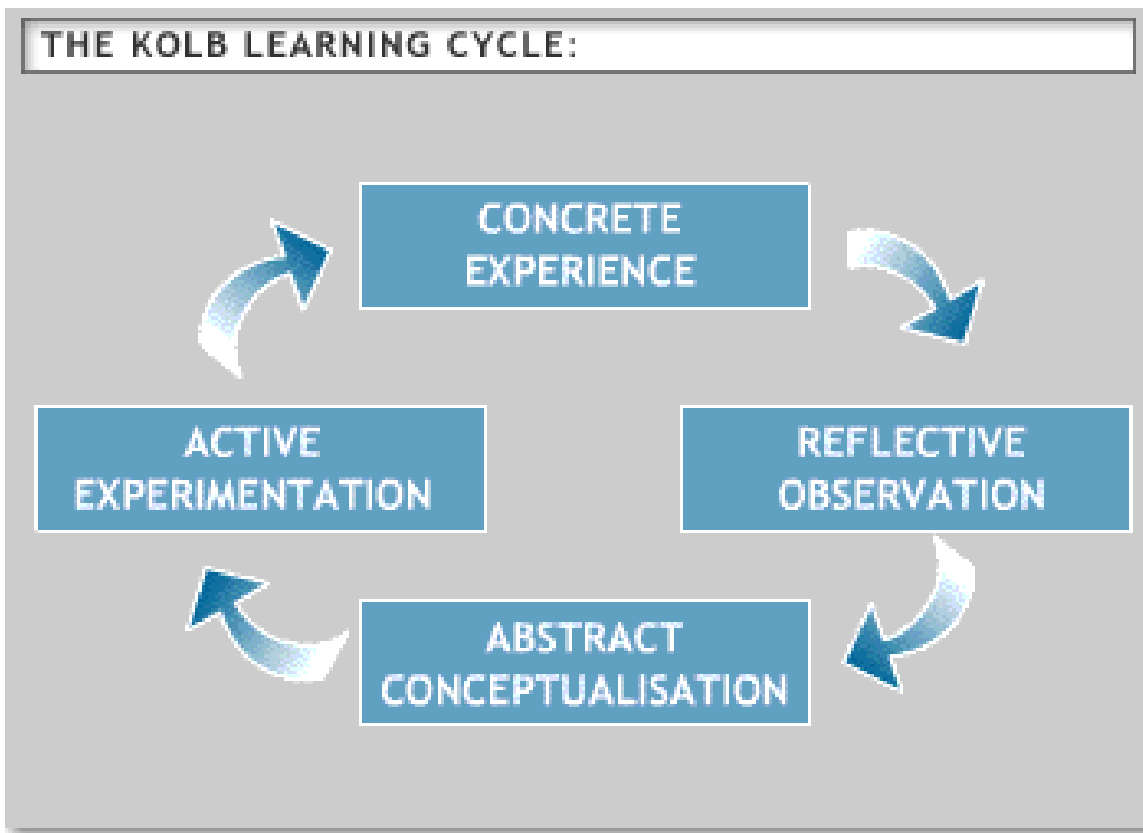 THE KOLB LEARNING CYCLE:
CONCRETE
EXPERIENCE
ACTIVE
EXPERIMENTATION
REFLECTIVE
OBSERVATION
ABSTRACT
CONCEPTUALISATION